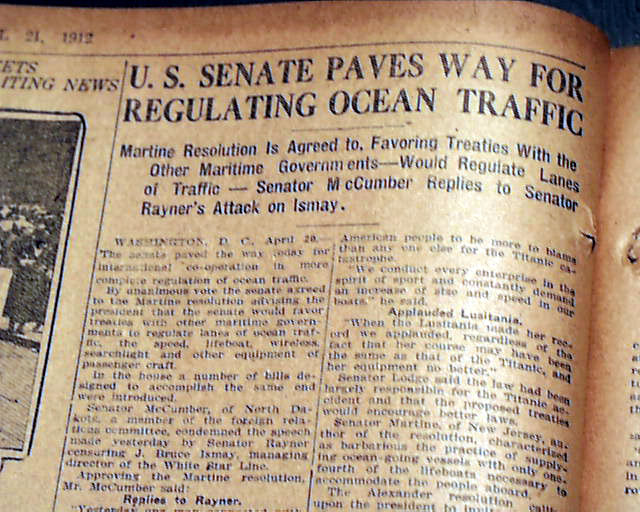 L 21, 1912
ETS
ITING NEWS
U. S. SENATE PAVES WAY FOR
REGULATING OCEAN TRAFFIC
Martine Resolution Is Agreed to, Favoring Treaties With the
Other Maritime Governments—Would Regulate Lanes
of Traffic — Senator McCumber Replies to Senator
Rayner's Attack on Ismay.
WASHINGTON, D. C., April 20.
The senate paved the way today for
international co-operation in more
complete regulation of ocean traffic.
By unanimous vote the senate agreed
to the Martine resolution advising the
president that the senate would favor
treaties with other maritime govern-
ments to regulate lanes of ocean traf-
fic, the speed, lifeboat, wireless,
searchlight and other equipment of
passenger craft.
In the house a number of bills de-
signed to accomplish the same end
were introduced.
Senator McCumber, of North Da-
kota, a member of the foreign rela-
tions committee, condemned the speech
made yesterday by Senator Rayner
censuring J. Bruce Ismay, managing
director of the White Star Line.
Approving the Martine resolution,
Mr. McCumber said:
Replies to Rayner.
"Yesterday one
American people to be more to blame
than any one else for the Titanic ca-
tastrophe.
"We conduct every enterprise in the
spirit of sport and constantly demand
an increase of size and speed in our
boats," he said.
Applauded Lusitania.
"When the Lusitania made her rec-
ord we applauded, regardless of the
fact that her course may have been
the same as that of the Titanic, and
her equipment no better."
Senator Lodge said the law had been
largely responsible for the Titanic ac-
cident and that the proposed treaties
would encourage better laws.
Senator Martine, of New Jersey, au-
thor of the resolution, characterized
as barbarous the practice of supply-
ing ocean-going vessels with only one-
fourth of the lifeboats necessary to
accommodate the people aboard.
The Alexander resolution calls
upon the president to